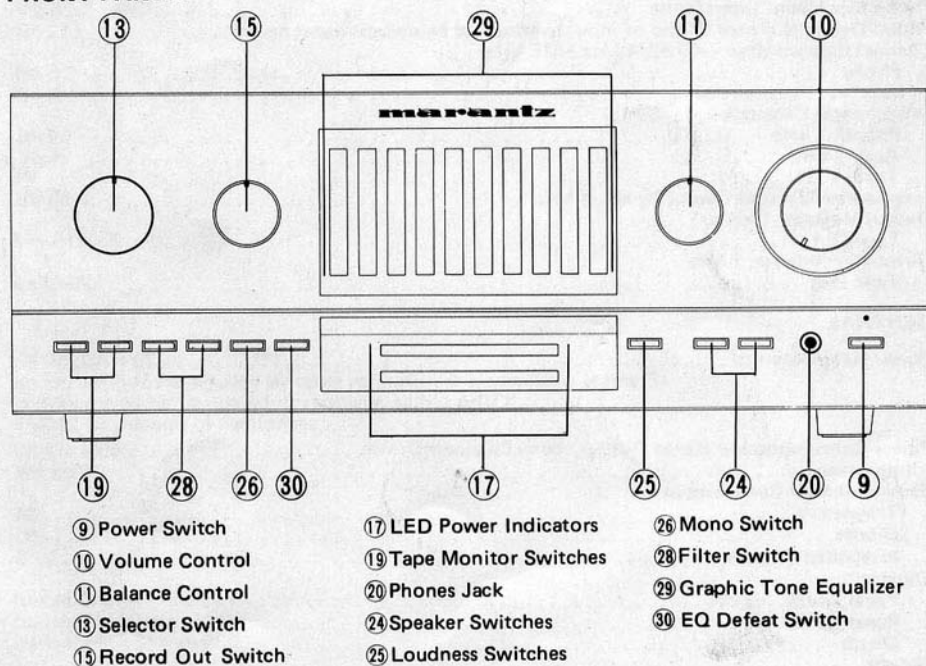 ⑬ ⑮ ㉙ ⑪ ⑩
marantz
⑲ ㉘ ㉖ ㉚ ⑰ ㉕ ㉔ ⑳ ⑨
⑨ Power Switch
⑩ Volume Control
⑪ Balance Control
⑬ Selector Switch
⑮ Record Out Switch
⑰ LED Power Indicators
⑲ Tape Monitor Switches
⑳ Phones Jack
㉔ Speaker Switches
㉕ Loudness Switches
㉖ Mono Switch
㉘ Filter Switch
㉙ Graphic Tone Equalizer
㉚ EQ Defeat Switch